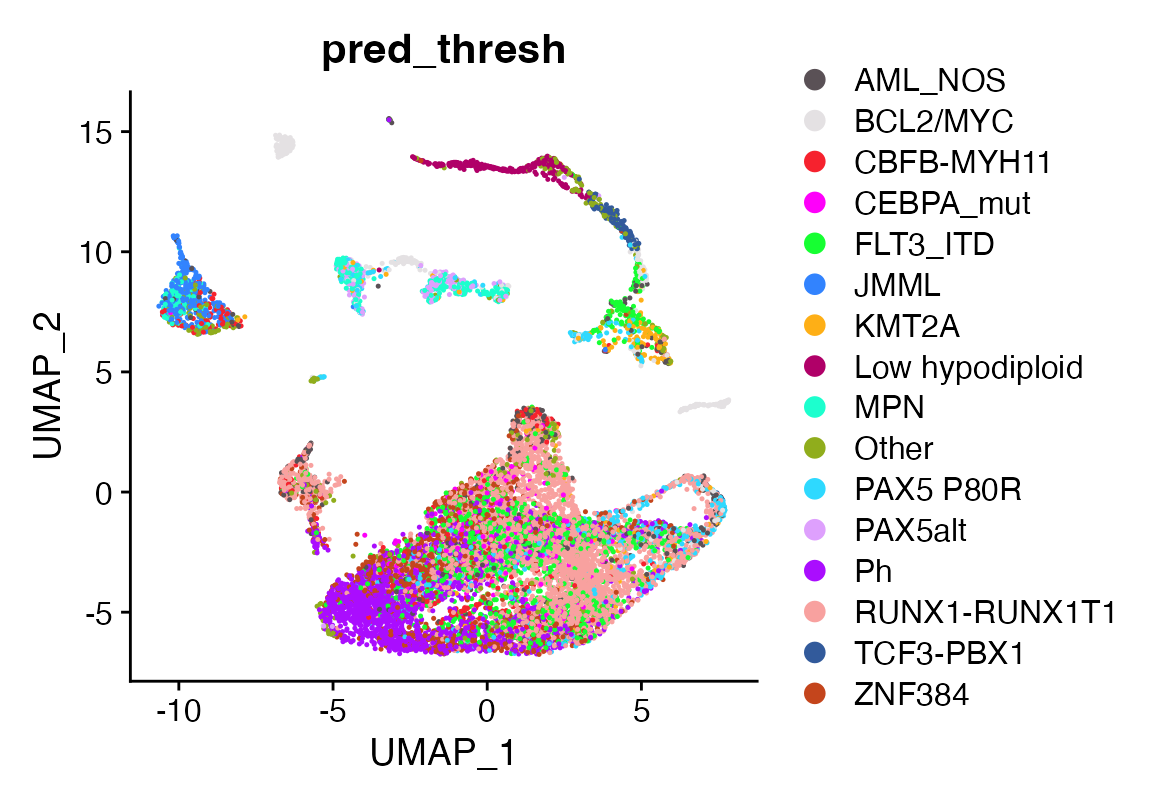 pred_thresh
15
10
5
0
-5
-10
-5
0
5
UMAP_1
UMAP_2
AML_NOS
BCL2/MYC
CBFB-MYH11
CEBPA_mut
FLT3_ITD
JMML
KMT2A
Low hypodiploid
MPN
Other
PAX5 P80R
PAX5alt
Ph
RUNX1-RUNX1T1
TCF3-PBX1
ZNF384